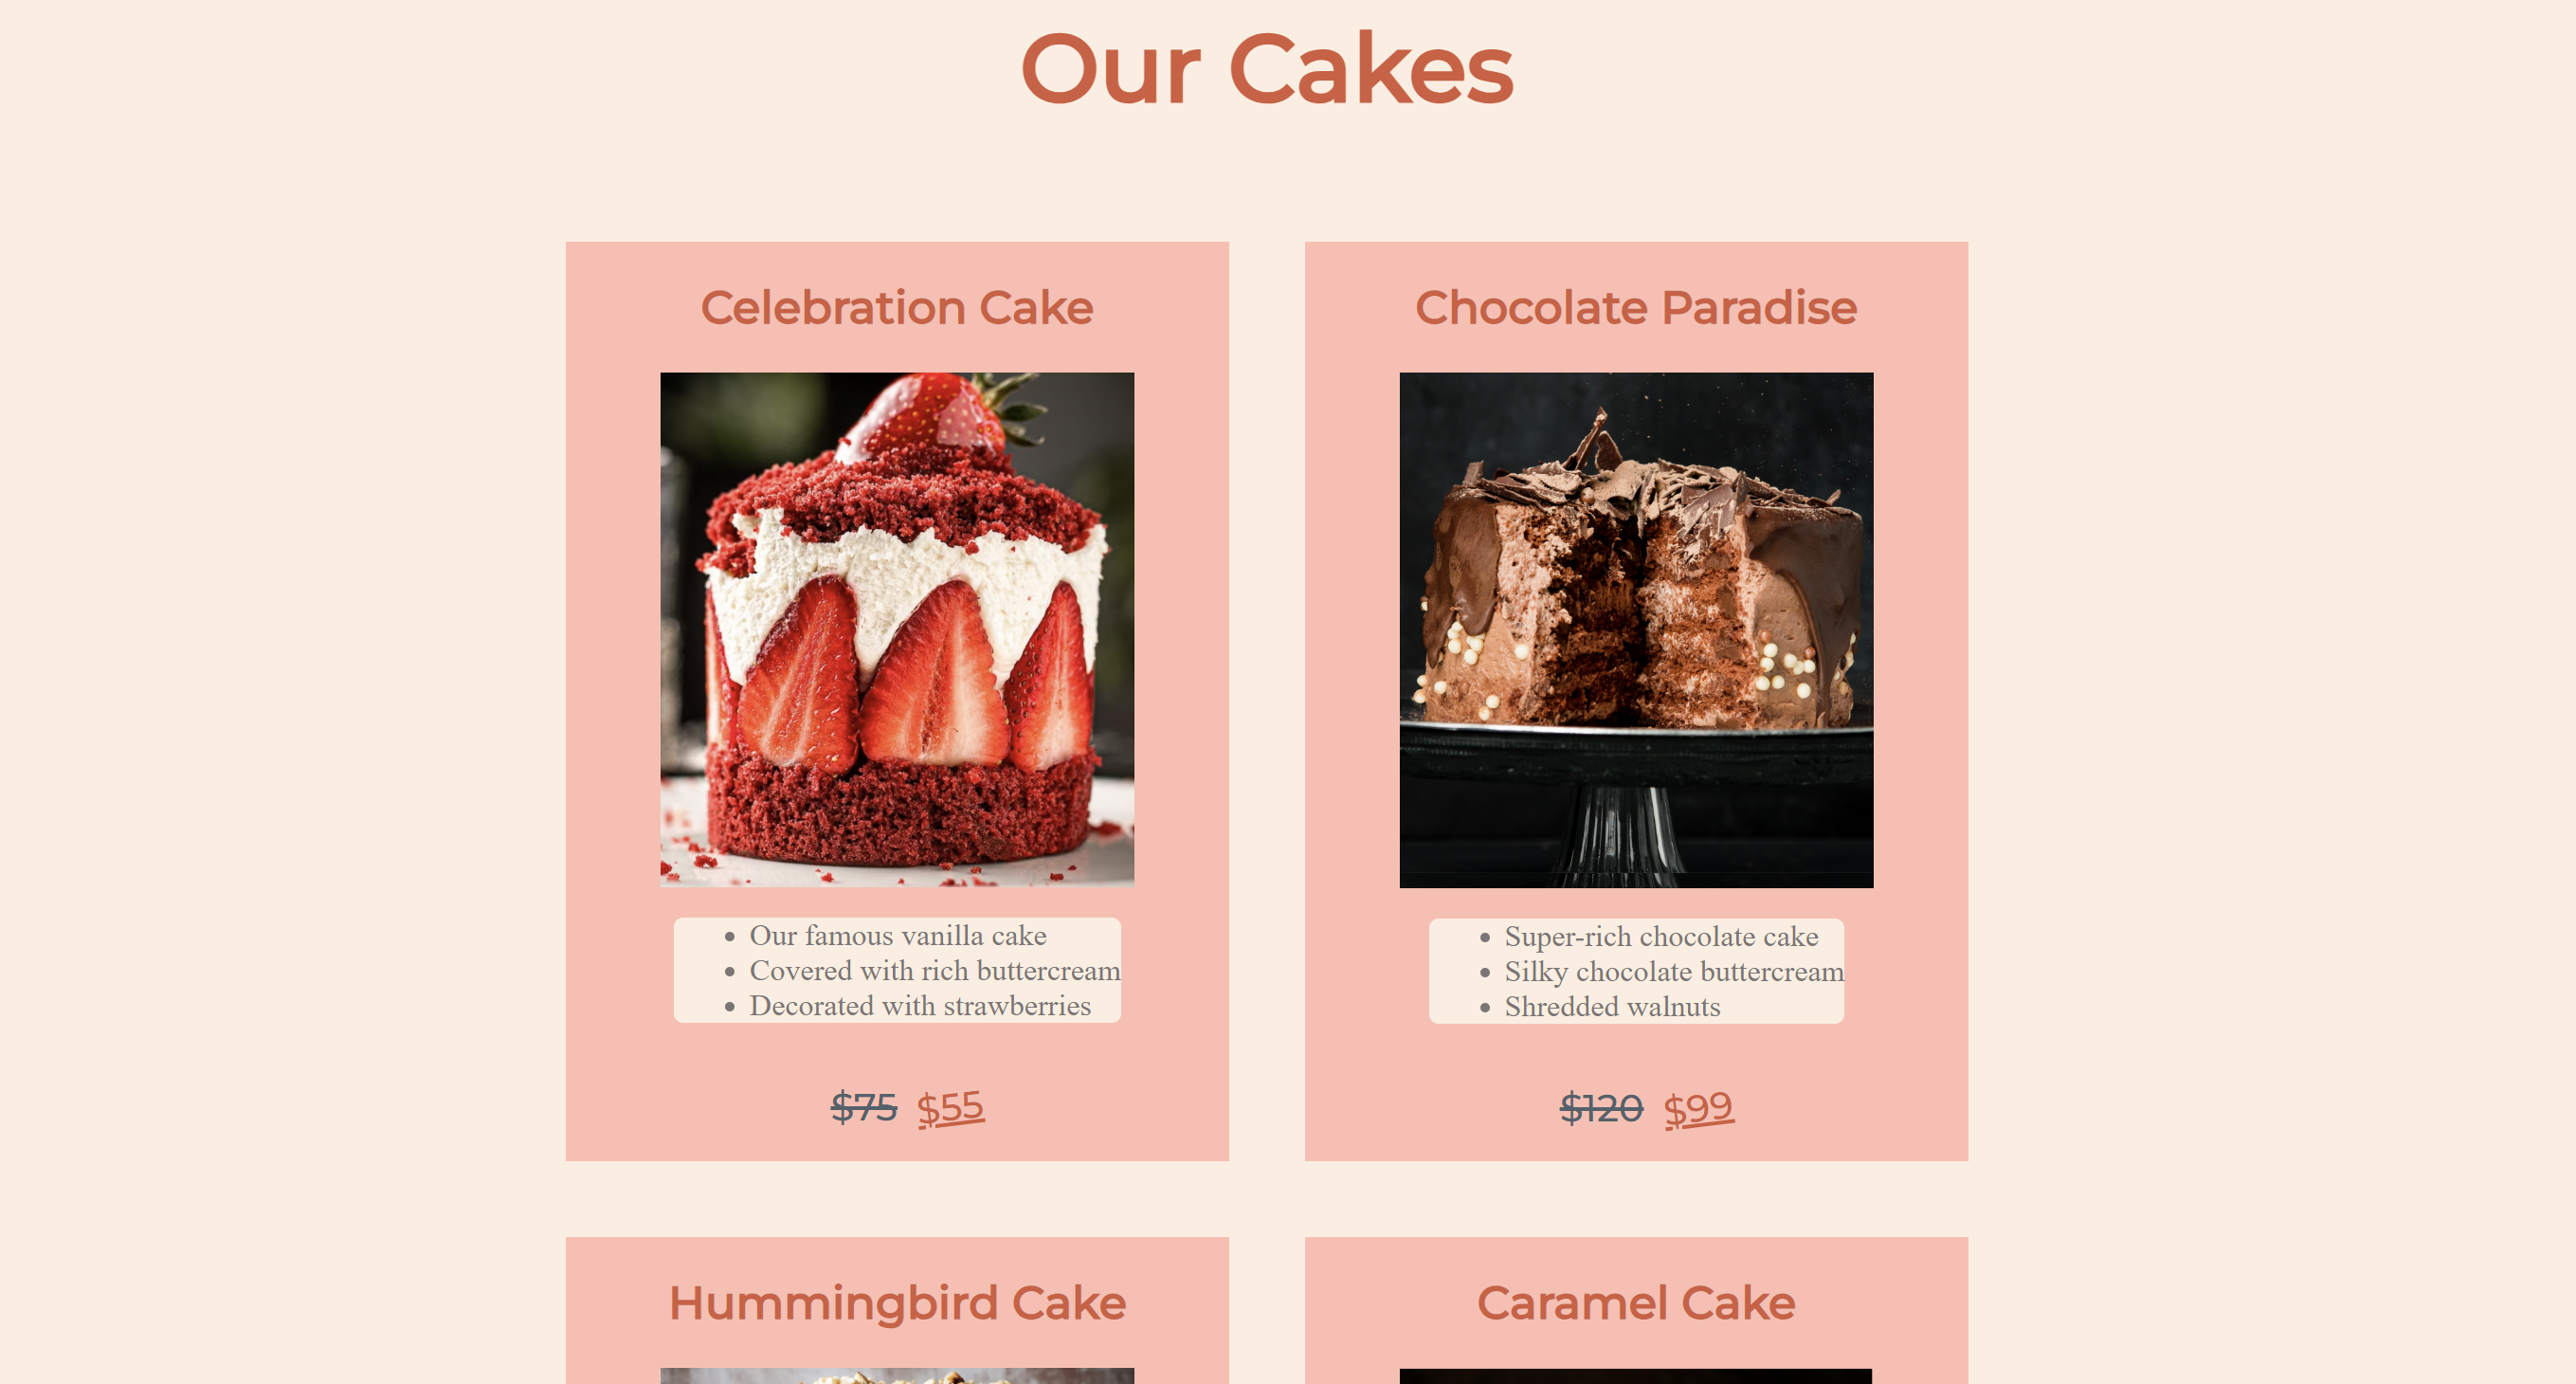 Our Cakes
Celebration Cake
Our famous vanilla cake
Covered with rich buttercream
Decorated with strawberries
$75 $55
Chocolate Paradise
Super-rich chocolate cake
Silky chocolate buttercream
Shredded walnuts
$120 $99
Hummingbird Cake
Caramel Cake